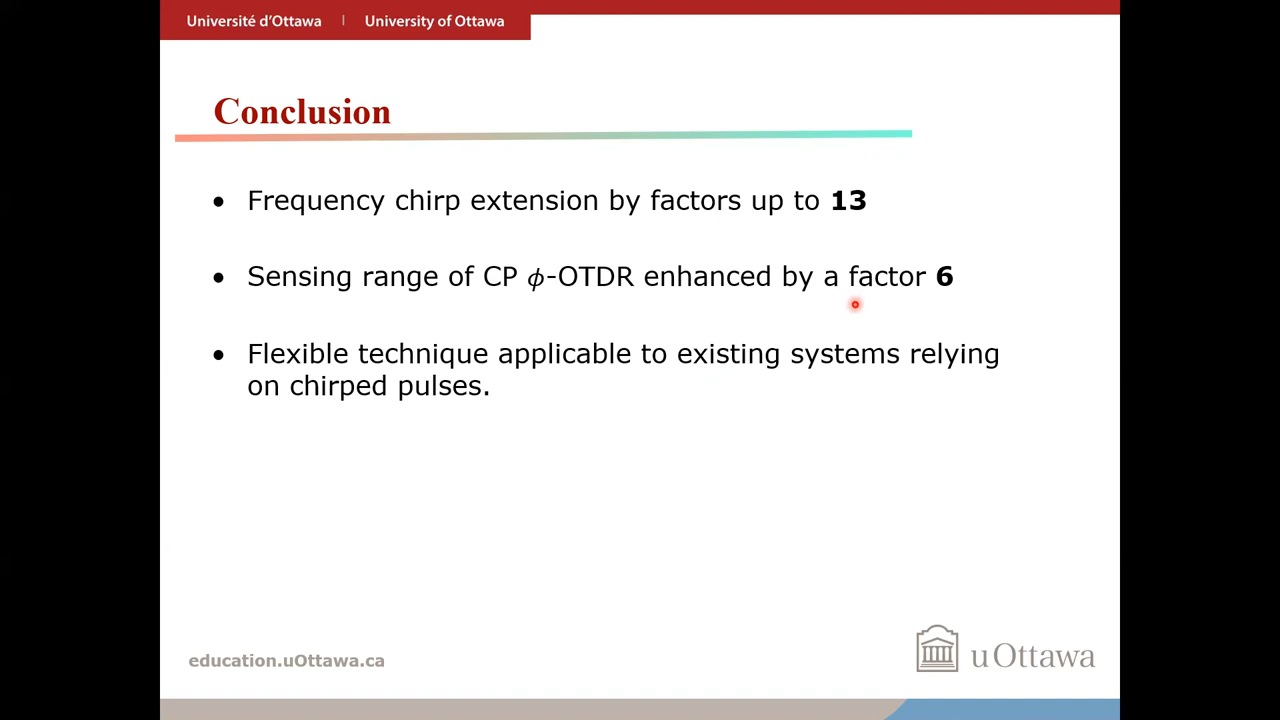 Université d'Ottawa | University of Ottawa
Conclusion
• Frequency chirp extension by factors up to 13
• Sensing range of CP ϕ-OTDR enhanced by a factor 6
• Flexible technique applicable to existing systems relying
on chirped pulses.
education.uOttawa.ca
uOttawa